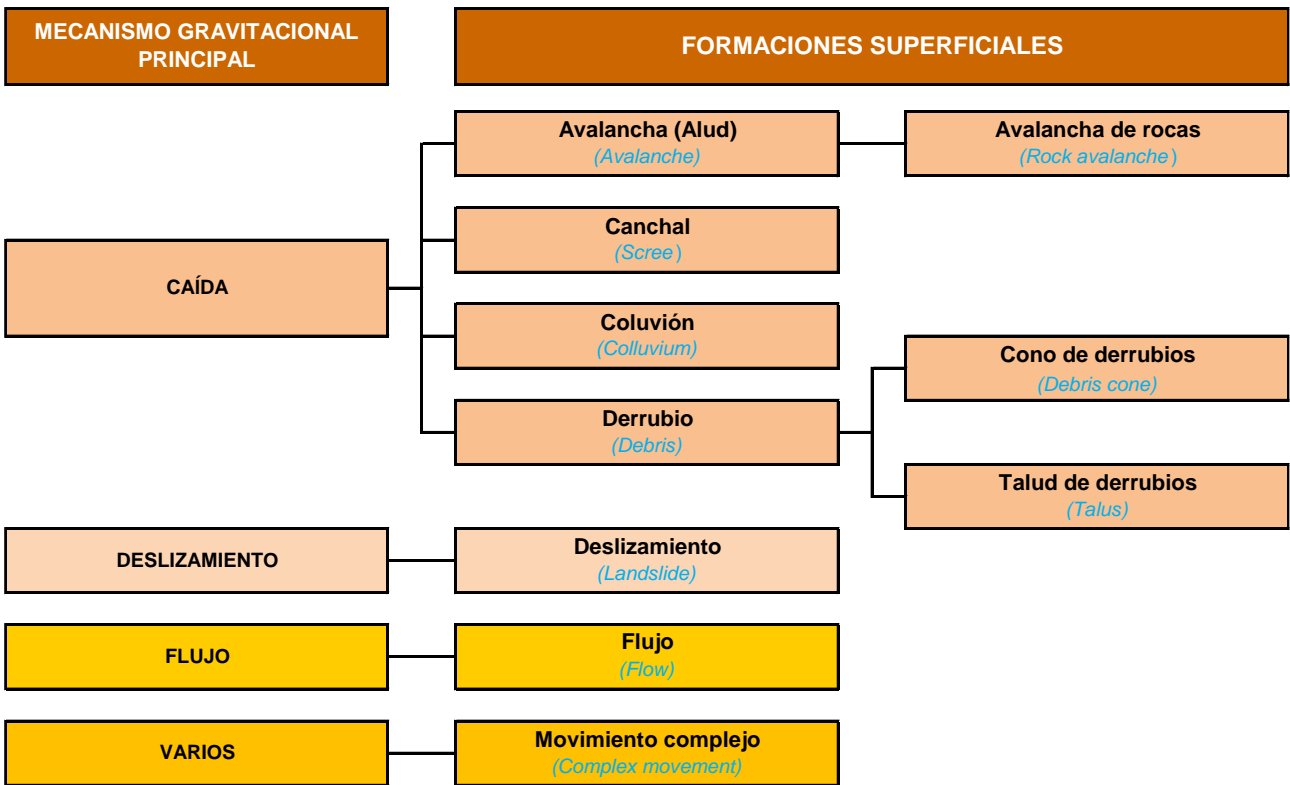 MECANISMO GRAVITACIONAL
PRINCIPAL
FORMACIONES SUPERFICIALES
Avalancha (Alud)
(Avalanche)
Avalancha de rocas
(Rock avalanche)
Canchal
(Scree)
CAÍDA
Coluvión
(Colluvium)
Cono de derrubios
(Debris cone)
Derrubio
(Debris)
Talud de derrubios
(Talus)
DESLIZAMIENTO
Deslizamiento
(Landslide)
FLUJO
Flujo
(Flow)
VARIOS
Movimiento complejo
(Complex movement)